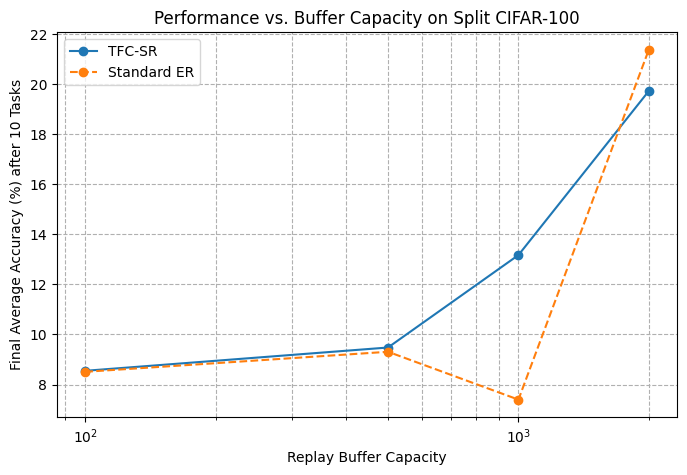 Performance vs. Buffer Capacity on Split CIFAR-100
TFC-SR
Standard ER
Final Average Accuracy (%) after 10 Tasks
22
20
18
16
14
12
10
8
10²
10³
Replay Buffer Capacity